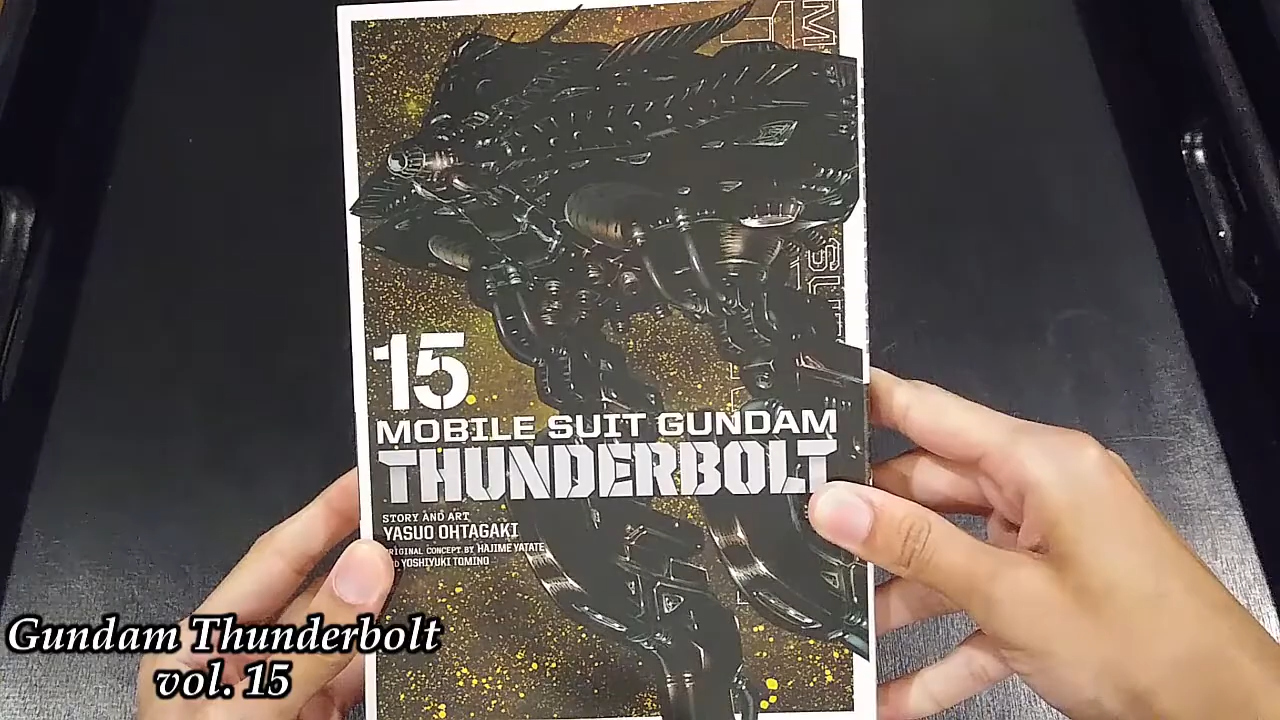 15
MOBILE SUIT GUNDAM
THUNDERBOLT
STORY AND ART
YASUO OHTAGAKI
ORIGINAL CONCEPT BY HAJIME YATATE
AND YOSHIYUKI TOMINO
Gundam Thunderbolt
vol. 15